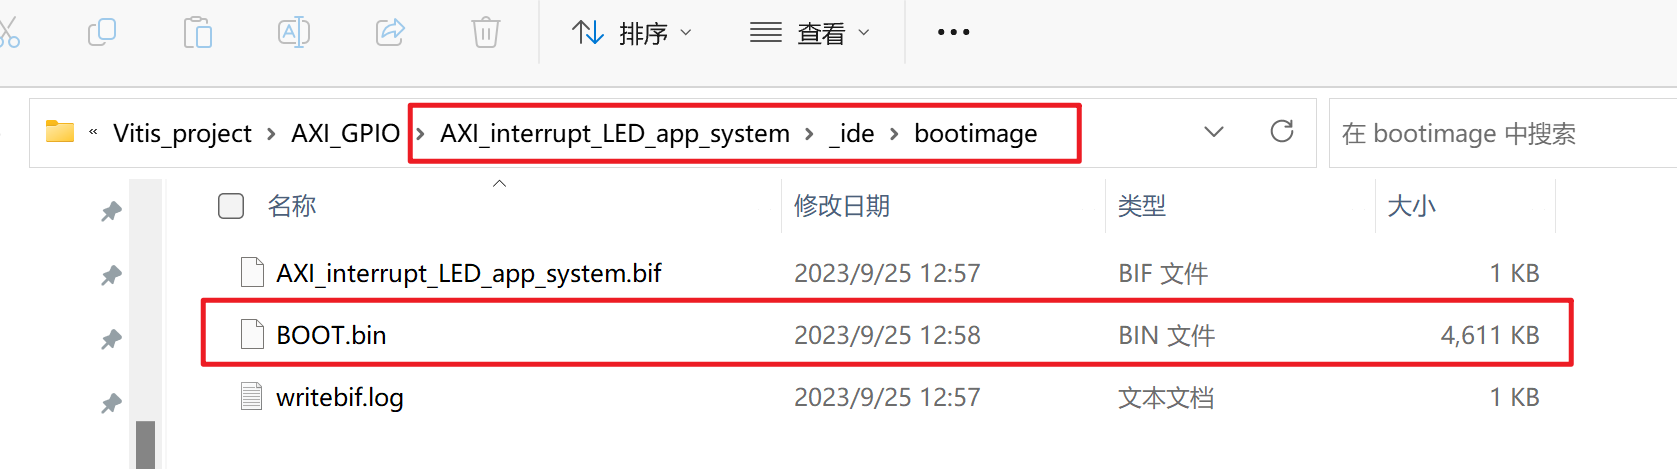 排序 查看
« Vitis_project › AXI_GPIO › AXI_interrupt_LED_app_system › _ide › bootimage 在 bootimage 中搜索
名称 修改日期 类型 大小
AXI_interrupt_LED_app_system.bif 2023/9/25 12:57 BIF 文件 1 KB
BOOT.bin 2023/9/25 12:58 BIN 文件 4,611 KB
writebif.log 2023/9/25 12:57 文本文档 1 KB